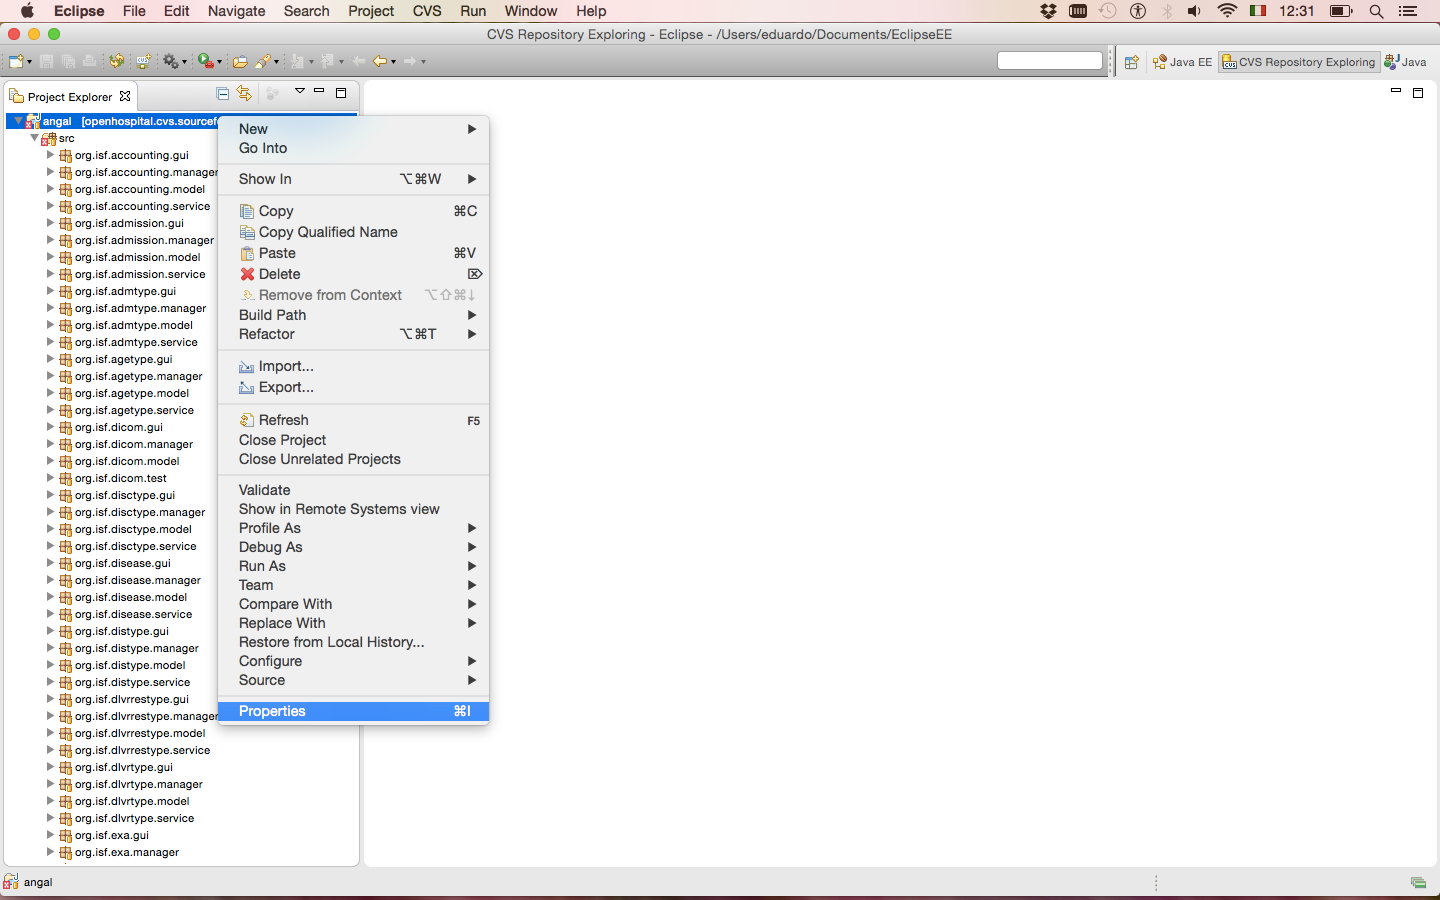 Eclipse File Edit Navigate Search Project CVS Run Window Help 12:31
CVS Repository Exploring - Eclipse - /Users/eduardo/Documents/EclipseEE
Java EE CVS Repository Exploring Java
Project Explorer
angal [openhospital.cvs.sourcefo
src
org.isf.accounting.gui
org.isf.accounting.manager
org.isf.accounting.model
org.isf.accounting.service
org.isf.admission.gui
org.isf.admission.manager
org.isf.admission.model
org.isf.admission.service
org.isf.admtype.gui
org.isf.admtype.manager
org.isf.admtype.model
org.isf.admtype.service
org.isf.agetype.gui
org.isf.agetype.manager
org.isf.agetype.model
org.isf.agetype.service
org.isf.dicom.gui
org.isf.dicom.manager
org.isf.dicom.model
org.isf.dicom.test
org.isf.disctype.gui
org.isf.disctype.manager
org.isf.disctype.model
org.isf.disctype.service
org.isf.disease.gui
org.isf.disease.manager
org.isf.disease.model
org.isf.disease.service
org.isf.distype.gui
org.isf.distype.manager
org.isf.distype.model
org.isf.distype.service
org.isf.dlvrrestype.gui
org.isf.dlvrrestype.manager
org.isf.dlvrrestype.model
org.isf.dlvrrestype.service
org.isf.dlvrtype.gui
org.isf.dlvrtype.manager
org.isf.dlvrtype.model
org.isf.dlvrtype.service
org.isf.exa.gui
org.isf.exa.manager
New
Go Into
Show In ⌥⌘W
Copy ⌘C
Copy Qualified Name
Paste ⌘V
Delete ⌦
Remove from Context ⌥⇧⌘↓
Build Path
Refactor ⌥⌘T
Import...
Export...
Refresh F5
Close Project
Close Unrelated Projects
Validate
Show in Remote Systems view
Profile As
Debug As
Run As
Team
Compare With
Replace With
Restore from Local History...
Configure
Source
Properties ⌘I
angal